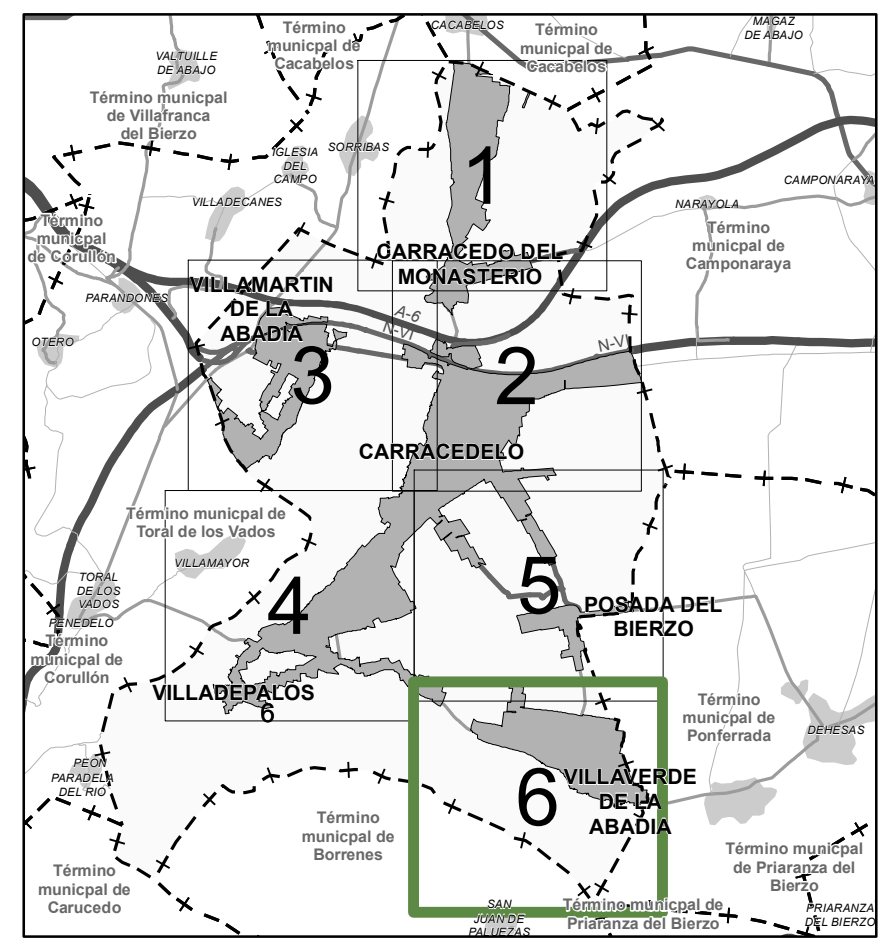 CACABELOS
MAGAZ
DE ABAJO
Término
municpal de
Cacabelos
Término
municpal de
Cacabelos
VALTUILLE
DE ABAJO
Término municpal
de Villafranca
del Bierzo
SORRIBAS
IGLESIA
DEL
CAMPO
1
CAMPONARAYA
VILLADECANES
NARAYOLA
Término
municpal
de Corullón
Término
municpal de
Camponaraya
CARRACEDO DEL
MONASTERIO
VILLAMARTIN
DE LA
ABADIA
PARANDONES
A-6
N-VI
N-VI
OTERO
3
2
CARRACEDELO
Término municpal de
Toral de los Vados
VILLAMAYOR
TORAL
DE LOS
VADOS
4
5
POSADA DEL
BIERZO
PENEDELO
Término
municpal de
Corullón
VILLADEPALOS
6
Término
municpal de
Ponferrada
DEHESAS
PEON
PARADELA
DEL RIO
6
VILLAVERDE
DE LA
ABADIA
Término
municpal de
Borrenes
Término municpal
de Priaranza del
Bierzo
Término
municpal de
Carucedo
SAN
JUAN DE
PALUEZAS
Término municpal de
Priaranza del Bierzo
PRIARANZA
DEL BIERZO